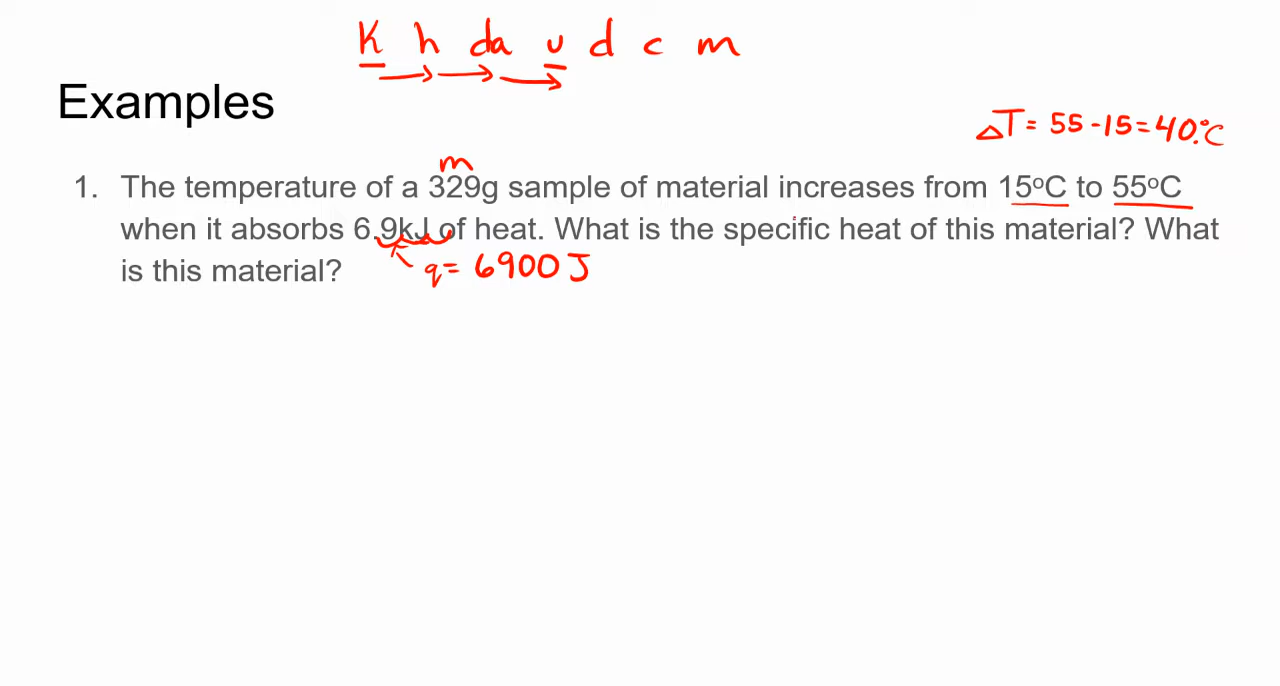 K h da u d c m
Examples
ΔT = 55 - 15 = 40.°C
m
1. The temperature of a 329g sample of material increases from 15°C to 55°C
when it absorbs 6.9kJ of heat. What is the specific heat of this material? What
is this material?
q = 6900 J